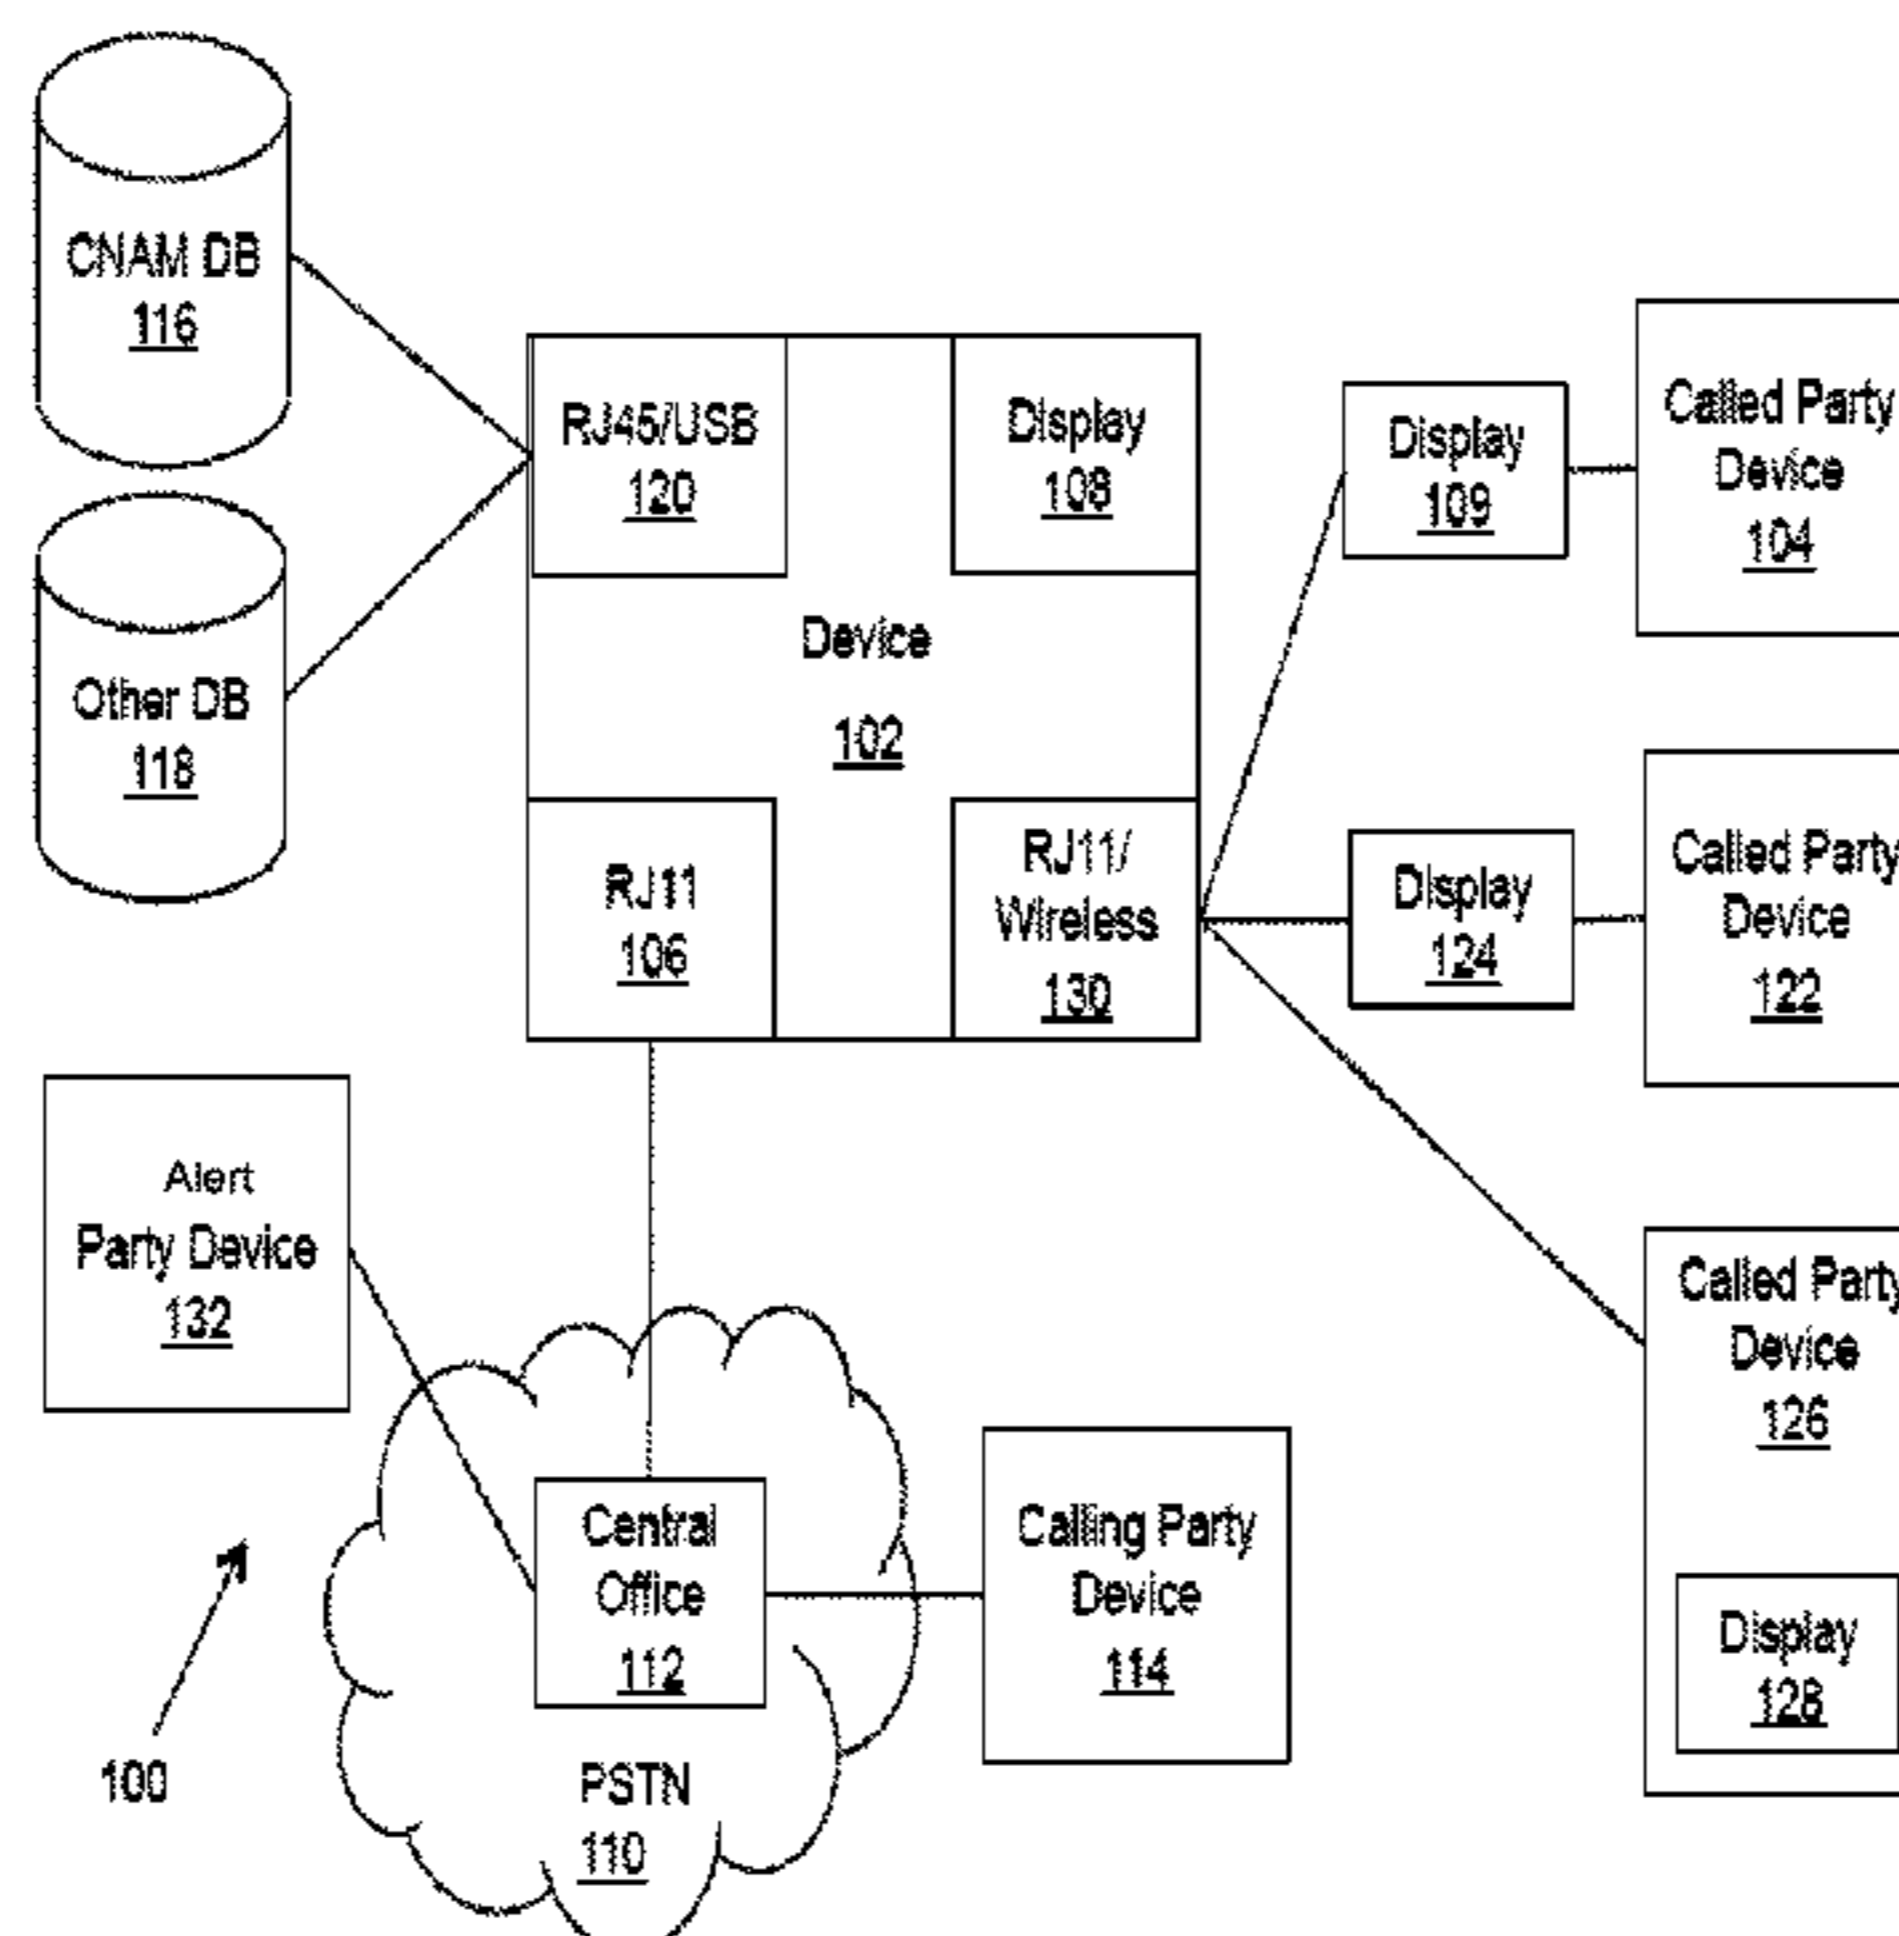 CNAM DB
116
Other DB
118
RJ45/USB
120
Display
108
Device
102
RJ11
106
RJ11/
Wireless
130
Display
109
Called Party
Device
104
Display
124
Called Party
Device
122
Called Party
Device
126
Display
128
Alert
Party Device
132
Central
Office
112
PSTN
110
Calling Party
Device
114
100